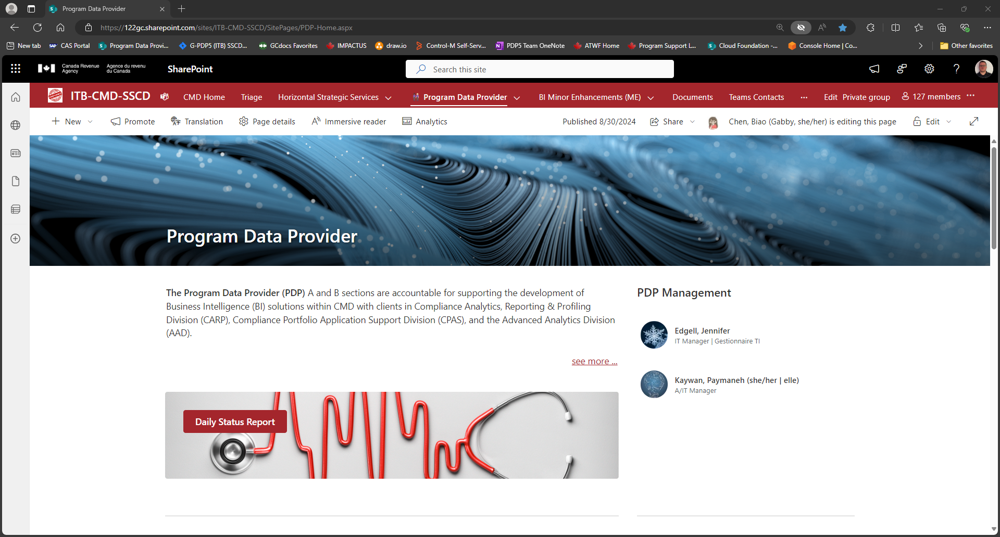 Program Data Provider
https://122gc.sharepoint.com/sites/ITB-CMD-SSCD/SitePages/PDP-Home.aspx
New tab
SAP CAS Portal
Program Data Provi...
G-PDP5 (ITB) SSCD...
GCdocs Favorites
IMPACTUS
draw.io
Control-M Self-Serv...
PDP5 Team OneNote
ATWF Home
Program Support L...
Cloud Foundation -...
Console Home | Co...
Other favorites
Canada Revenue Agence du revenu
Agency du Canada
SharePoint
Search this site
ITB-CMD-SSCD
CMD Home
Triage
Horizontal Strategic Services
Program Data Provider
BI Minor Enhancements (ME)
Documents
Teams Contacts
...
Edit
Private group
127 members
...
New
Promote
Translation
Page details
Immersive reader
Analytics
Published 8/30/2024
Share
Chen, Biao (Gabby, she/her) is editing this page
Edit
Program Data Provider
The Program Data Provider (PDP) A and B sections are accountable for supporting the development of
Business Intelligence (BI) solutions within CMD with clients in Compliance Analytics, Reporting & Profiling
Division (CARP), Compliance Portfolio Application Support Division (CPAS), and the Advanced Analytics Division
(AAD).
see more ...
Daily Status Report
PDP Management
Edgell, Jennifer
IT Manager | Gestionnaire TI
Kaywan, Paymaneh (she/her | elle)
A/IT Manager